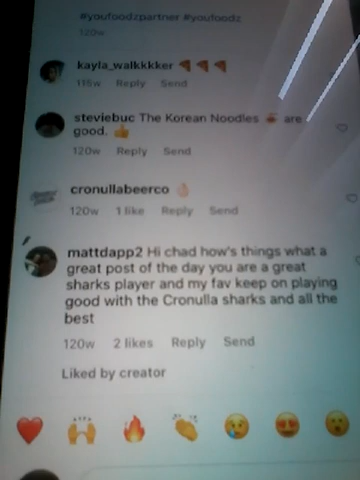 #youfoodzpartner #youfoodz
120w
kayla_walkkkker 🍕 🍕 🍕
115w Reply Send
steviebuc The Korean Noodles 🍜 are
good. 👍
120w Reply Send
cronullabeerco 👌
120w 1 like Reply Send
mattdapp2 Hi chad how's things what a
great post of the day you are a great
sharks player and my fav keep on playing
good with the Cronulla sharks and all the
best
120w 2 likes Reply Send
Liked by creator